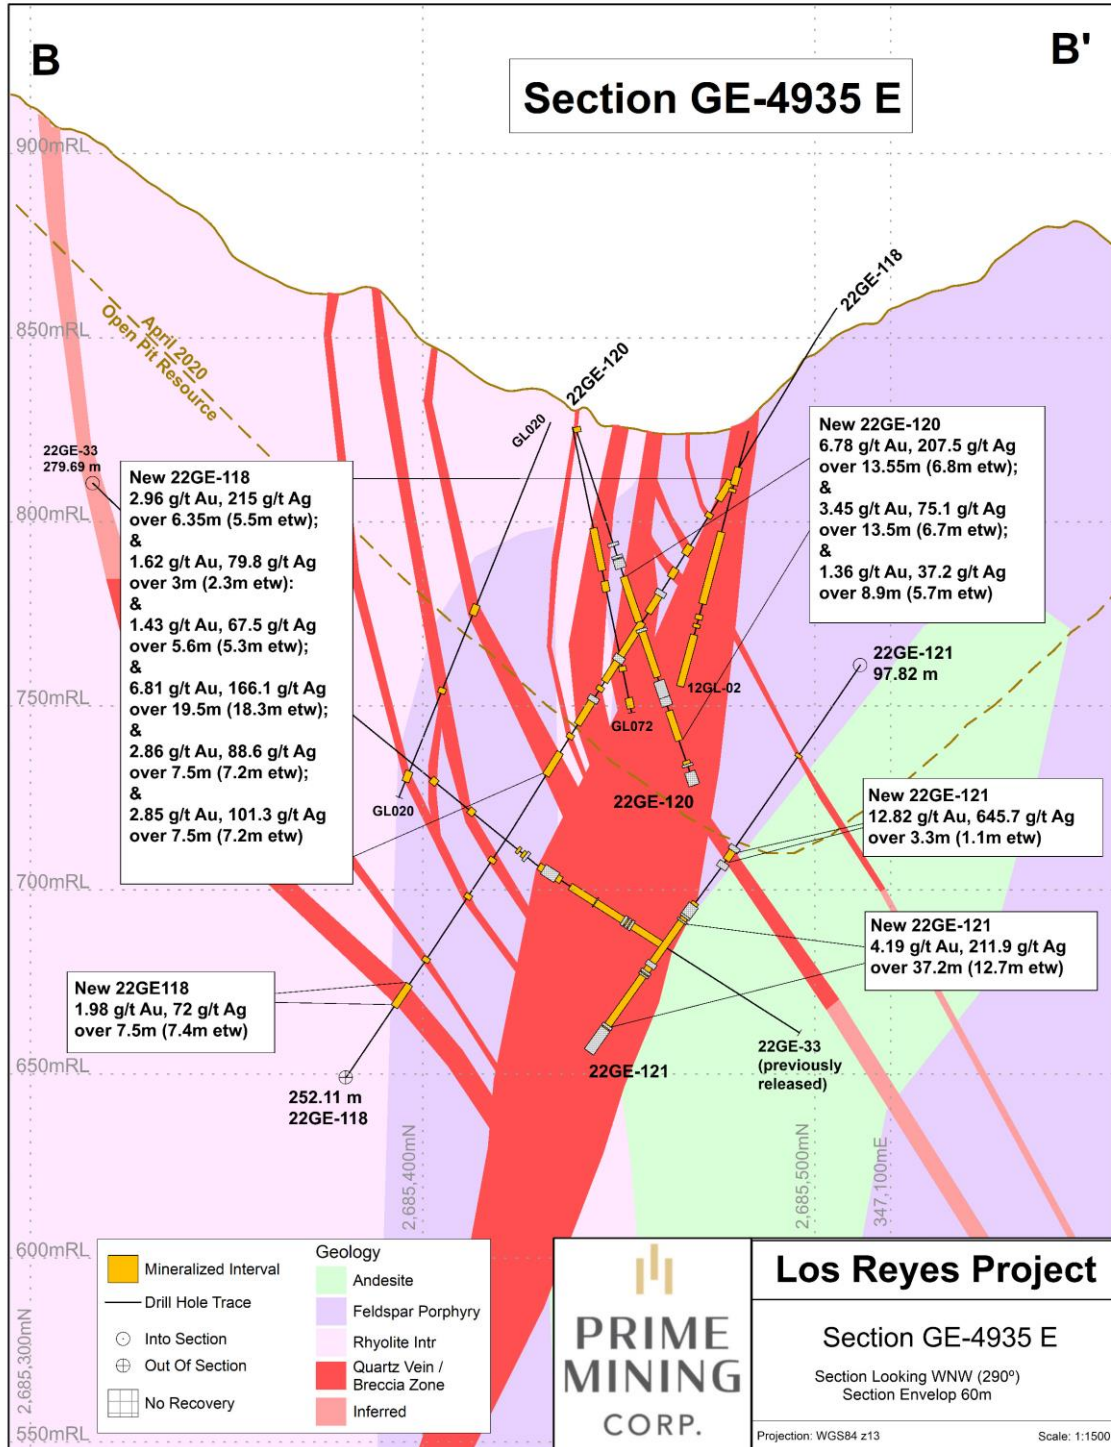 B
B'
Section GE-4935 E
900mRL
850mRL
800mRL
750mRL
700mRL
650mRL
600mRL
550mRL
April 2020
Open Pit Resource
22GE-118
22GE-120
GL020
22GE-33
279.69 m
New 22GE-118
2.96 g/t Au, 215 g/t Ag
over 6.35m (5.5m etw);
&
1.62 g/t Au, 79.8 g/t Ag
over 3m (2.3m etw):
&
1.43 g/t Au, 67.5 g/t Ag
over 5.6m (5.3m etw);
&
6.81 g/t Au, 166.1 g/t Ag
over 19.5m (18.3m etw);
&
2.86 g/t Au, 88.6 g/t Ag
over 7.5m (7.2m etw);
&
2.85 g/t Au, 101.3 g/t Ag
over 7.5m (7.2m etw)
New 22GE-120
6.78 g/t Au, 207.5 g/t Ag
over 13.55m (6.8m etw);
&
3.45 g/t Au, 75.1 g/t Ag
over 13.5m (6.7m etw);
&
1.36 g/t Au, 37.2 g/t Ag
over 8.9m (5.7m etw)
22GE-121
97.82 m
12GL-02
GL072
22GE-120
GL020
New 22GE-121
12.82 g/t Au, 645.7 g/t Ag
over 3.3m (1.1m etw)
New 22GE-121
4.19 g/t Au, 211.9 g/t Ag
over 37.2m (12.7m etw)
New 22GE118
1.98 g/t Au, 72 g/t Ag
over 7.5m (7.4m etw)
252.11 m
22GE-118
22GE-121
22GE-33
(previously
released)
2,685,300mN
2,685,400mN
2,685,500mN
347,100mE
Mineralized Interval
Drill Hole Trace
Into Section
Out Of Section
No Recovery
Geology
Andesite
Feldspar Porphyry
Rhyolite Intr
Quartz Vein /
Breccia Zone
Inferred
PRIME
MINING
CORP.
Los Reyes Project
Section GE-4935 E
Section Looking WNW (290º)
Section Envelop 60m
Projection: WGS84 z13
Scale: 1:1500